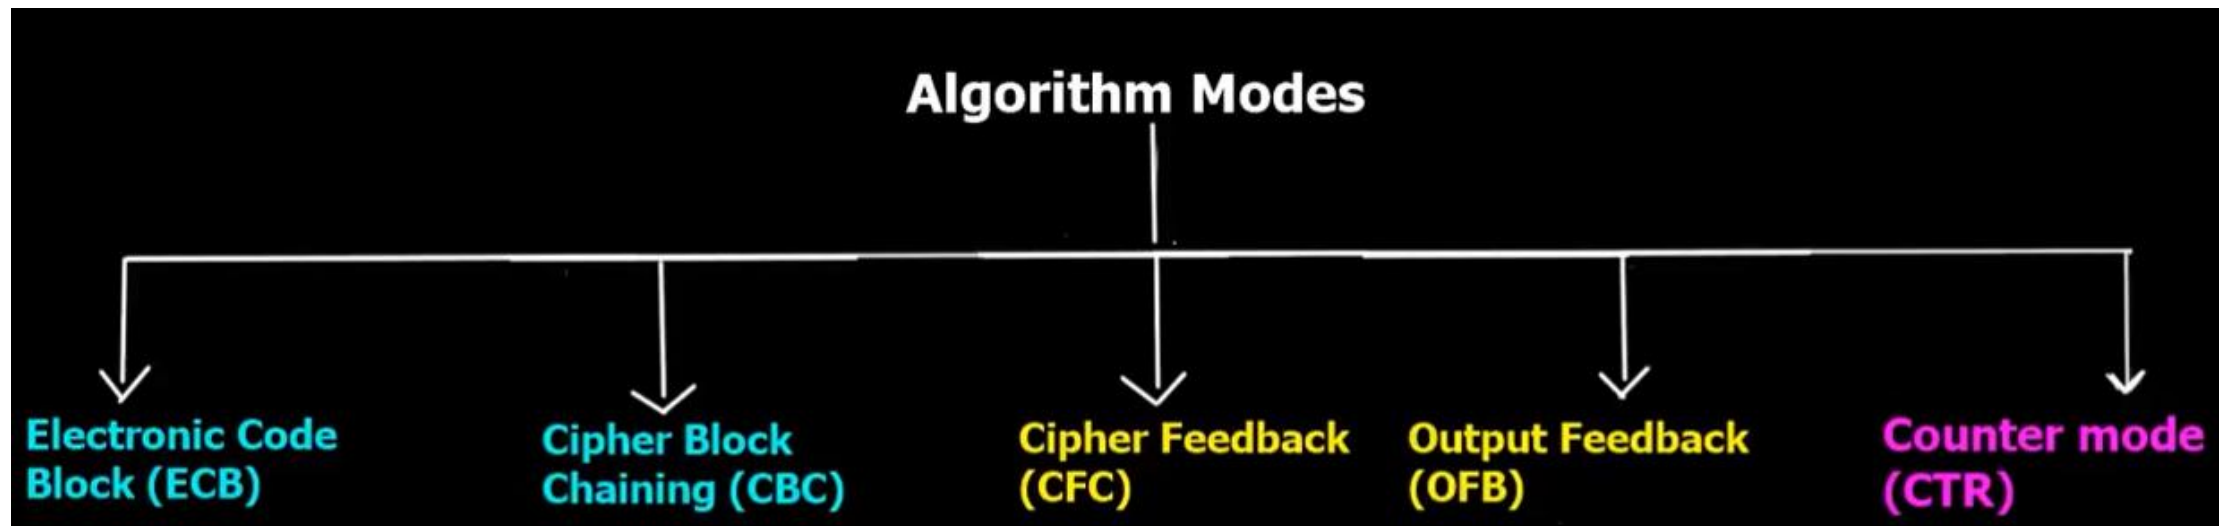 Algorithm Modes
Electronic Code
Block (ECB)
Cipher Block
Chaining (CBC)
Cipher Feedback
(CFC)
Output Feedback
(OFB)
Counter mode
(CTR)